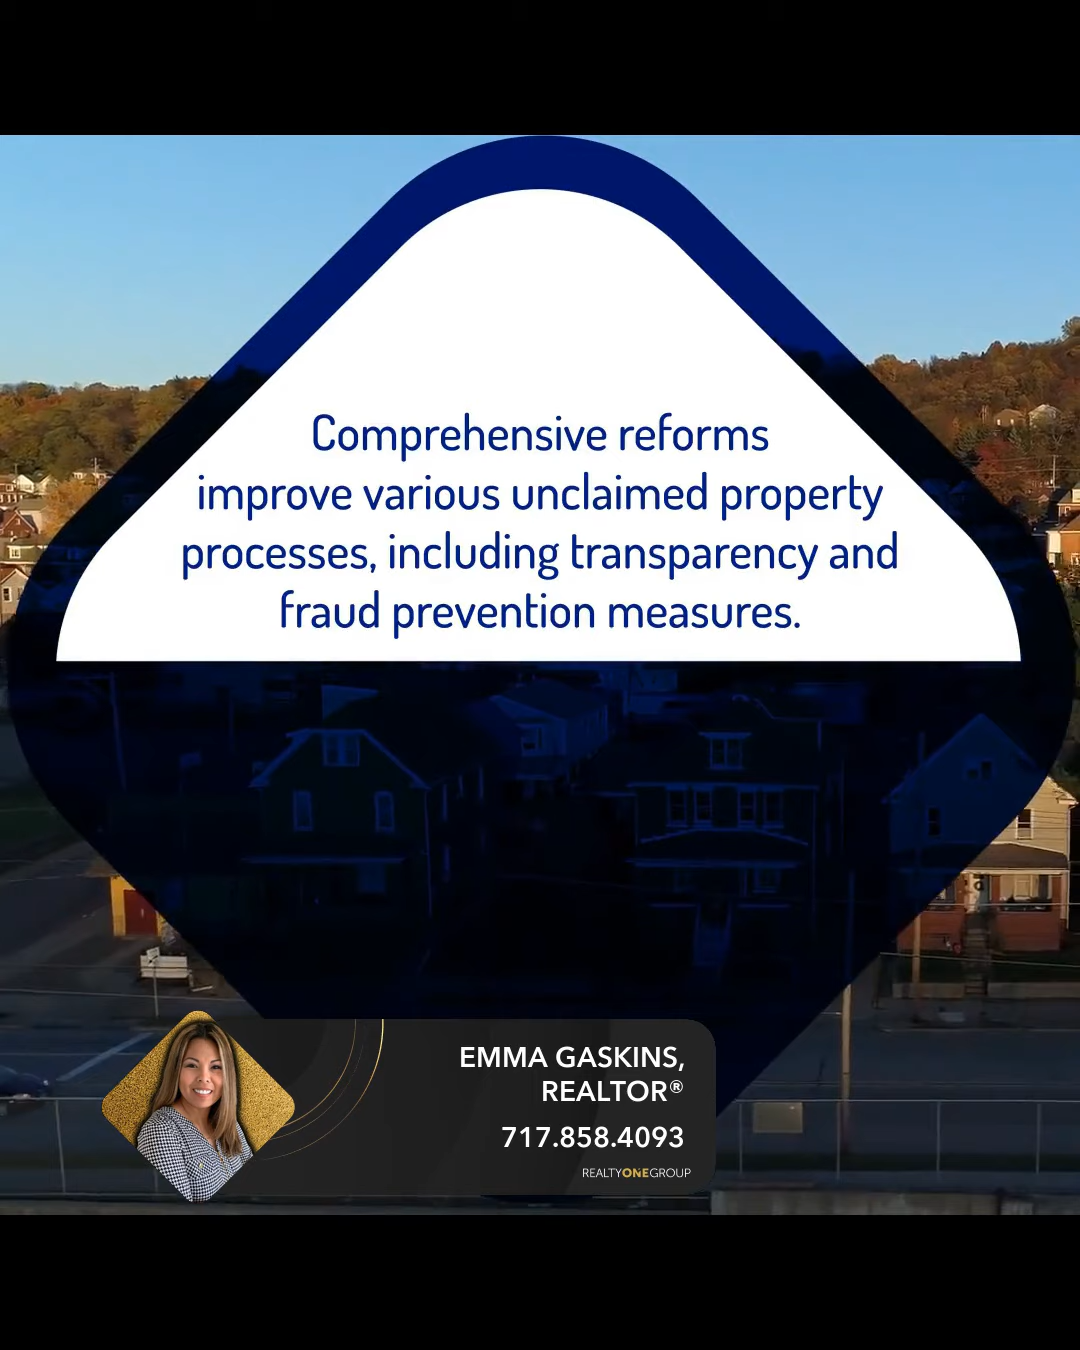 Comprehensive reforms
improve various unclaimed property
processes, including transparency and
fraud prevention measures.
EMMA GASKINS,
REALTOR®
717.858.4093
REALTYONEGROUP